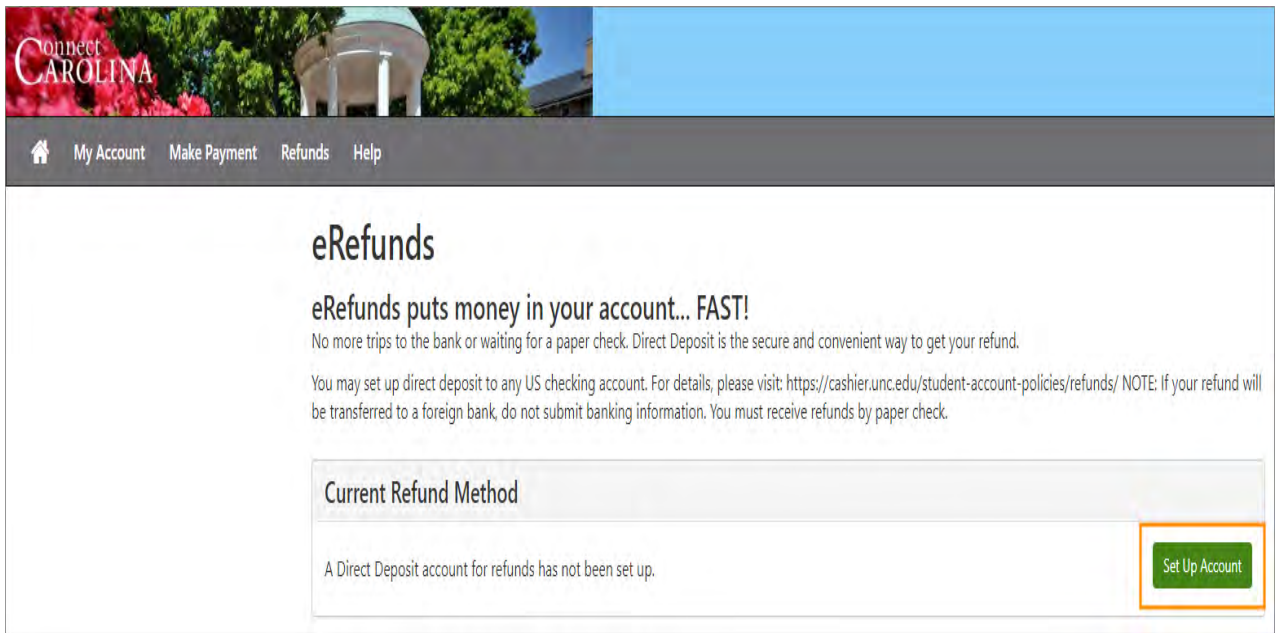 Connect
CAROLINA
My Account Make Payment Refunds Help
eRefunds
eRefunds puts money in your account... FAST!
No more trips to the bank or waiting for a paper check. Direct Deposit is the secure and convenient way to get your refund.
You may set up direct deposit to any US checking account. For details, please visit: https://cashier.unc.edu/student-account-policies/refunds/ NOTE: If your refund will
be transferred to a foreign bank, do not submit banking information. You must receive refunds by paper check.
Current Refund Method
A Direct Deposit account for refunds has not been set up.
Set Up Account